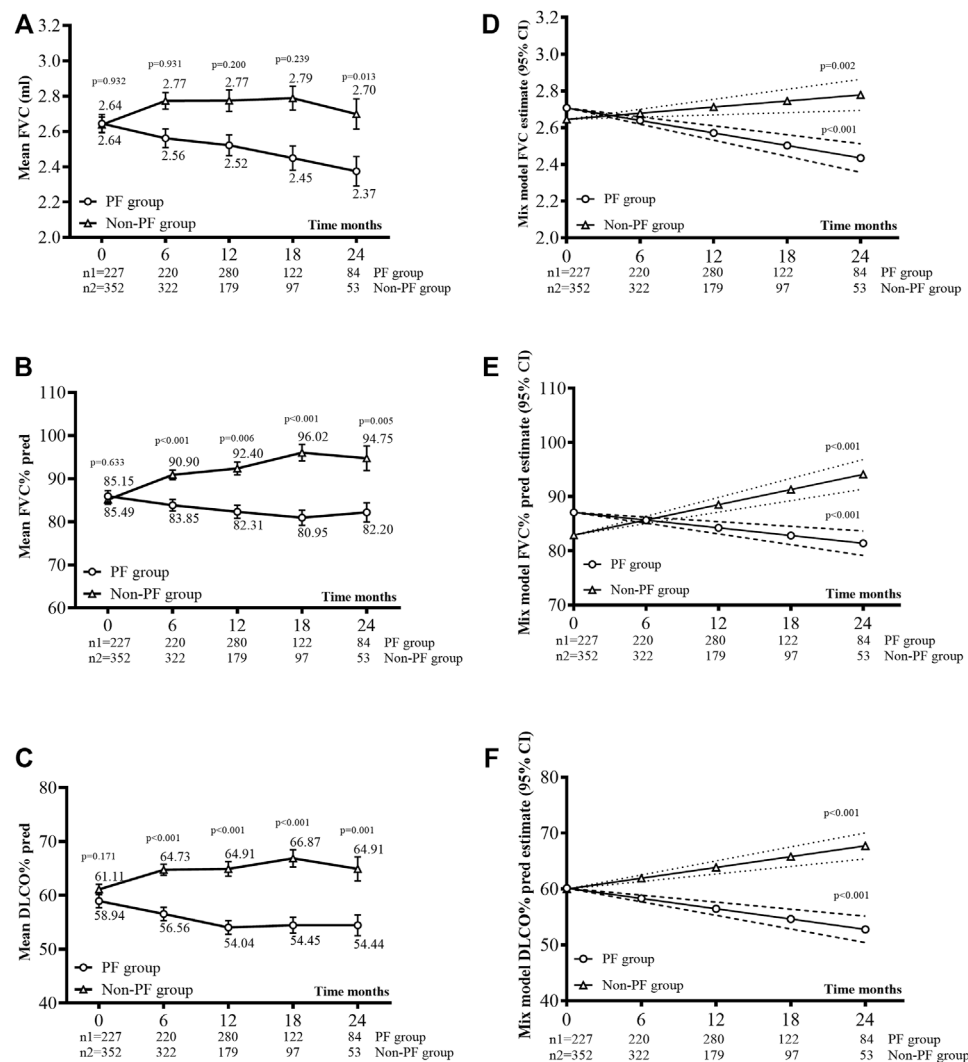 A
Mean FVC (ml)
3.2
3.0
2.8
2.6
2.4
2.2
2.0
p=0.932
p=0.931
p=0.200
p=0.239
p=0.013
2.64
2.77
2.77
2.79
2.70
2.64
2.56
2.52
2.45
2.37
PF group
Non-PF group
Time months
0 6 12 18 24
n1=227 220 280 122 84 PF group
n2=352 322 179 97 53 Non-PF group
D
Mix model FVC estimate (95% CI)
3.2
3.0
2.8
2.6
2.4
2.2
2.0
p=0.002
p<0.001
PF group
Non-PF group
Time months
0 6 12 18 24
n1=227 220 280 122 84 PF group
n2=352 322 179 97 53 Non-PF group
B
Mean FVC% pred
110
100
90
80
70
60
p=0.633
p<0.001
p=0.006
p<0.001
p=0.005
85.15
90.90
92.40
96.02
94.75
85.49
83.85
82.31
80.95
82.20
PF group
Non-PF group
Time months
0 6 12 18 24
n1=227 220 280 122 84 PF group
n2=352 322 179 97 53 Non-PF group
E
Mix model FVC% pred estimate (95% CI)
110
100
90
80
70
p<0.001
p<0.001
PF group
Non-PF group
Time months
0 6 12 18 24
n1=227 220 280 122 84 PF group
n2=352 322 179 97 53 Non-PF group
C
Mean DLCO% pred
80
70
60
50
40
p=0.171
p<0.001
p<0.001
p<0.001
p=0.001
61.11
64.73
64.91
66.87
64.91
58.94
56.56
54.04
54.45
54.44
PF group
Non-PF group
Time months
0 6 12 18 24
n1=227 220 280 122 84 PF group
n2=352 322 179 97 53 Non-PF group
F
Mix model DLCO% pred estimate (95% CI)
80
70
60
50
40
p<0.001
p<0.001
PF group
Non-PF group
Time months
0 6 12 18 24
n1=227 220 280 122 84 PF group
n2=352 322 179 97 53 Non-PF group